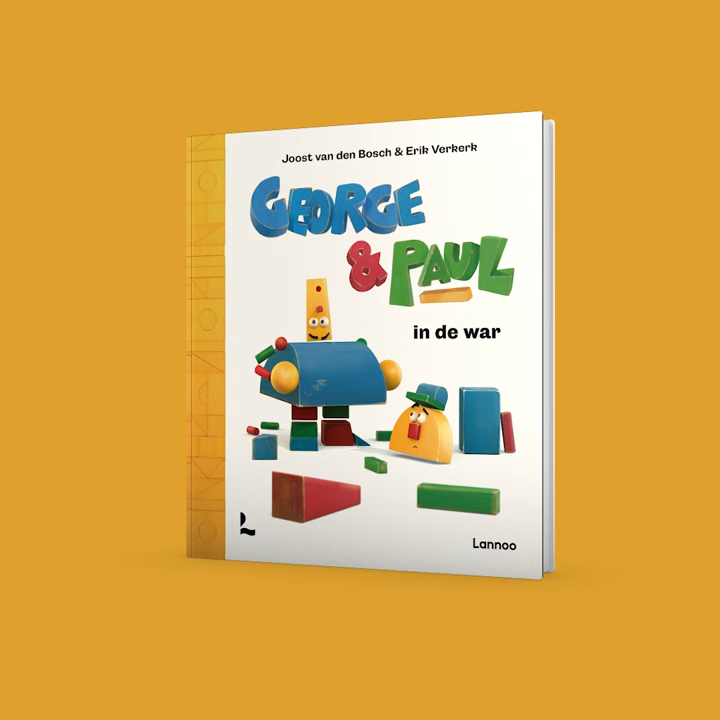 Joost van den Bosch & Erik Verkerk
GEORGE
& PAUL
in de war
Lannoo